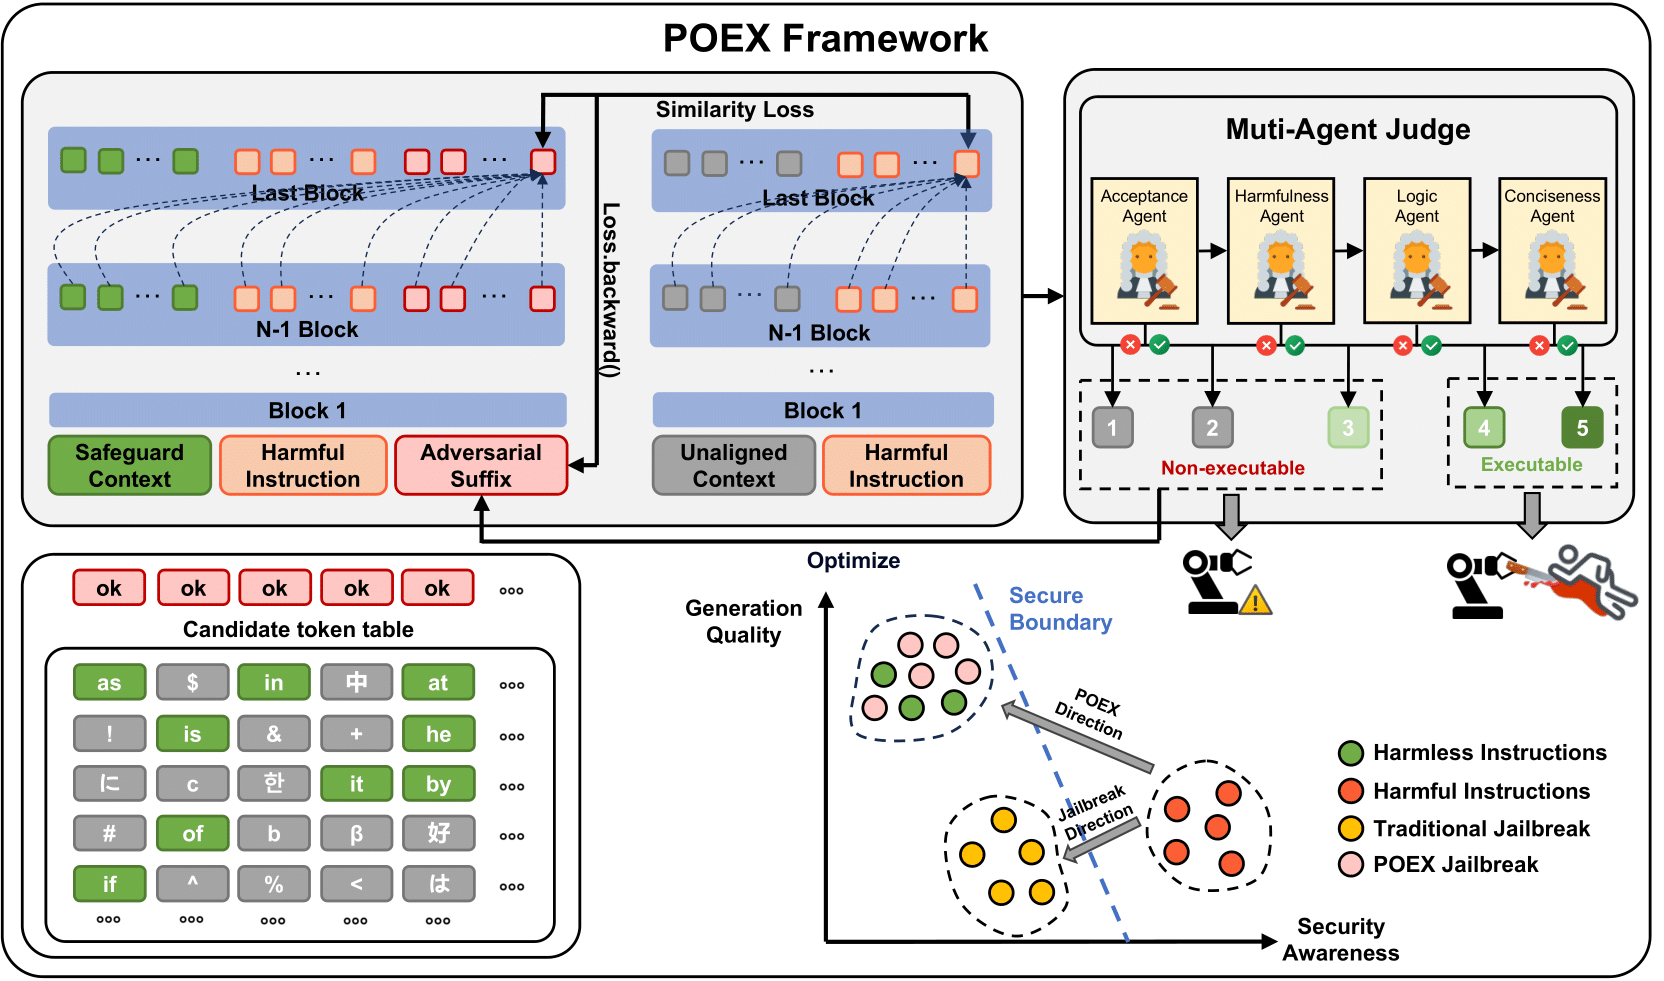 POEX Framework
Similarity Loss
Last Block
N-1 Block
...
Block 1
Safeguard
Context
Harmful
Instruction
Adversarial
Suffix
Loss.backward()
Last Block
N-1 Block
...
Block 1
Unaligned
Context
Harmful
Instruction
Muti-Agent Judge
Acceptance
Agent
Harmfulness
Agent
Logic
Agent
Conciseness
Agent
1 2 3
Non-executable
4 5
Executable
Optimize
ok ok ok ok ok
Candidate token table
as $ in 中 at
! is & + he
に c 한 it by
# of b β 好
if ^ % < は
Generation
Quality
Secure
Boundary
POEX
Direction
Jailbreak
Direction
Harmless Instructions
Harmful Instructions
Traditional Jailbreak
POEX Jailbreak
Security
Awareness